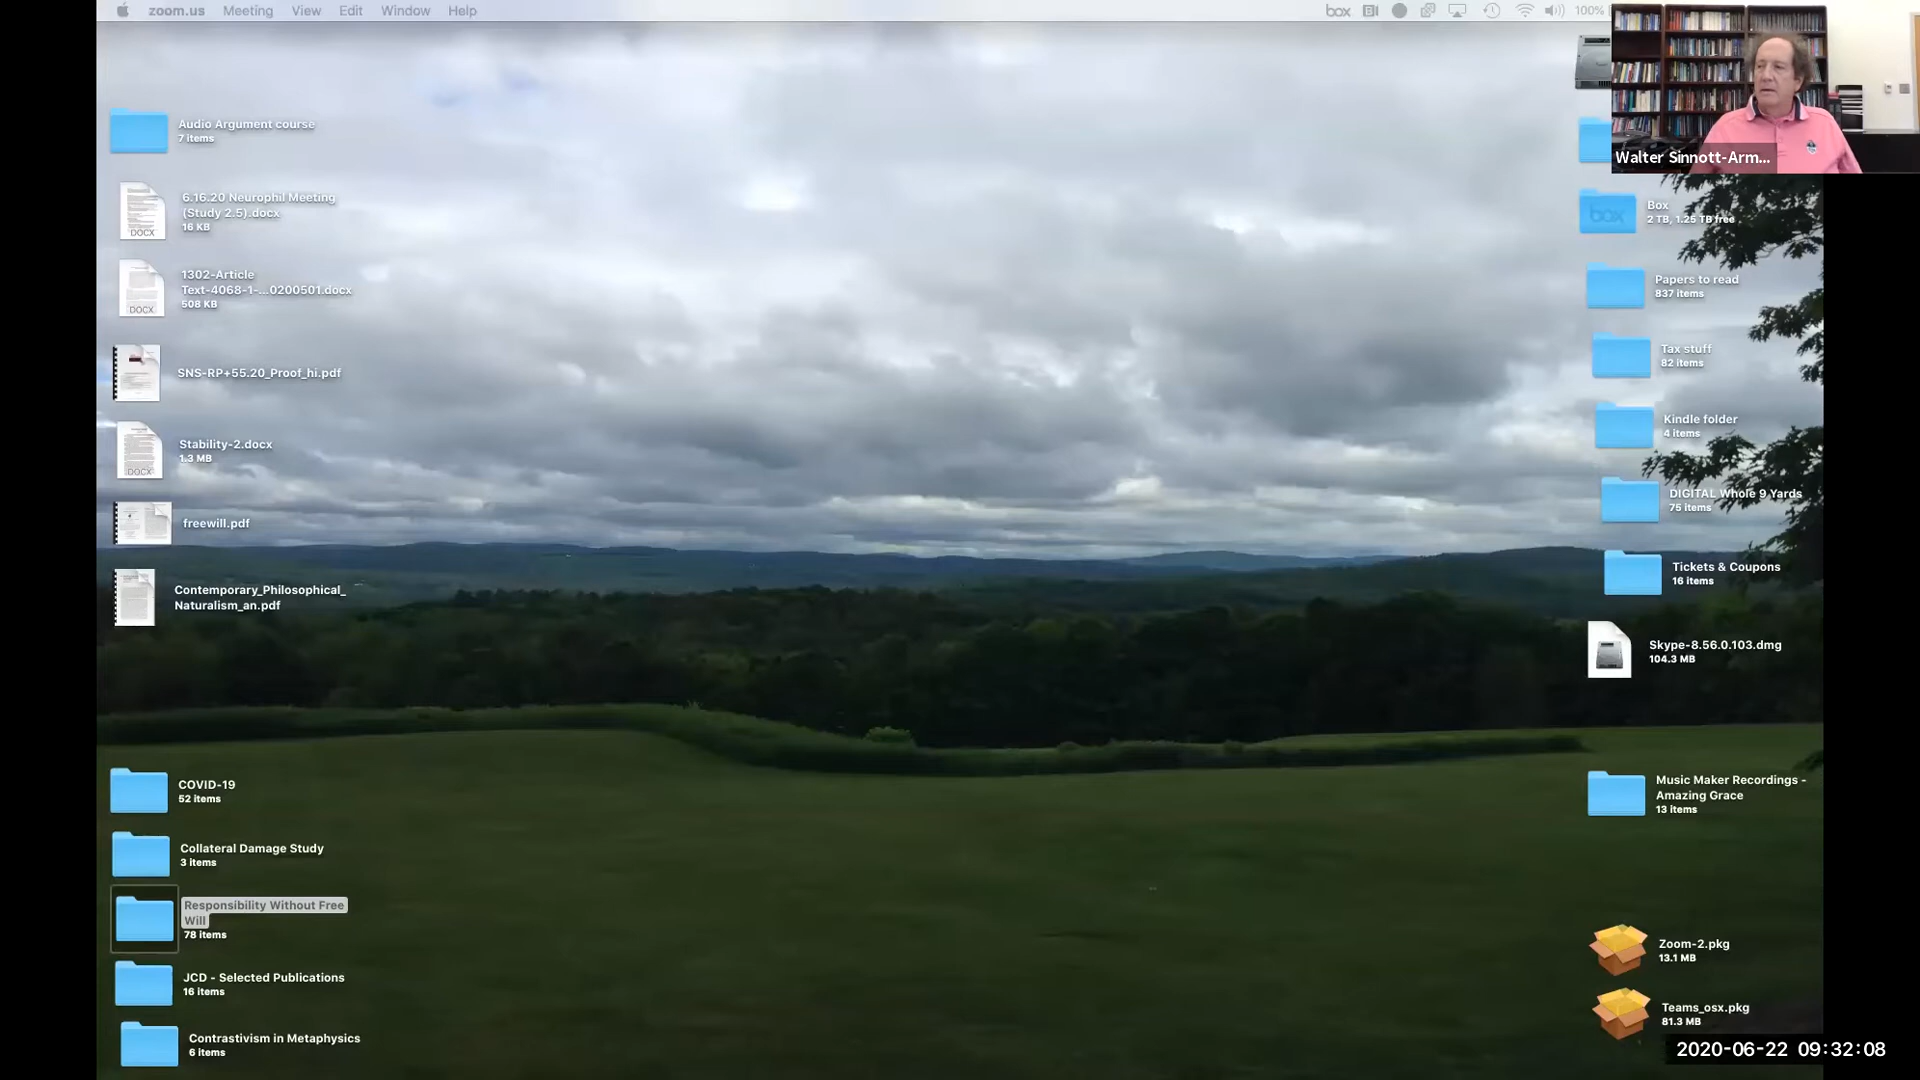 zoom.us Meeting View Edit Window Help
box 100%
Audio Argument course
7 items
6.16.20 Neurophil Meeting
(Study 2.5).docx
16 KB
DOCX
1302-Article
Text-4068-1-...0200501.docx
508 KB
DOCX
SNS-RP+55.20_Proof_hi.pdf
Stability-2.docx
1.3 MB
DOCX
freewill.pdf
Contemporary_Philosophical_
Naturalism_an.pdf
COVID-19
52 items
Collateral Damage Study
3 items
Responsibility Without Free
Will
78 items
JCD - Selected Publications
16 items
Contrastivism in Metaphysics
6 items
Walter Sinnott-Arm...
box
Box
2 TB, 1.25 TB free
Papers to read
837 items
Tax stuff
82 items
Kindle folder
4 items
DIGITAL Whole 9 Yards
75 items
Tickets & Coupons
16 items
Skype-8.56.0.103.dmg
104.3 MB
Music Maker Recordings -
Amazing Grace
13 items
Zoom-2.pkg
13.1 MB
Teams_osx.pkg
81.3 MB
2020-06-22 09:32:08